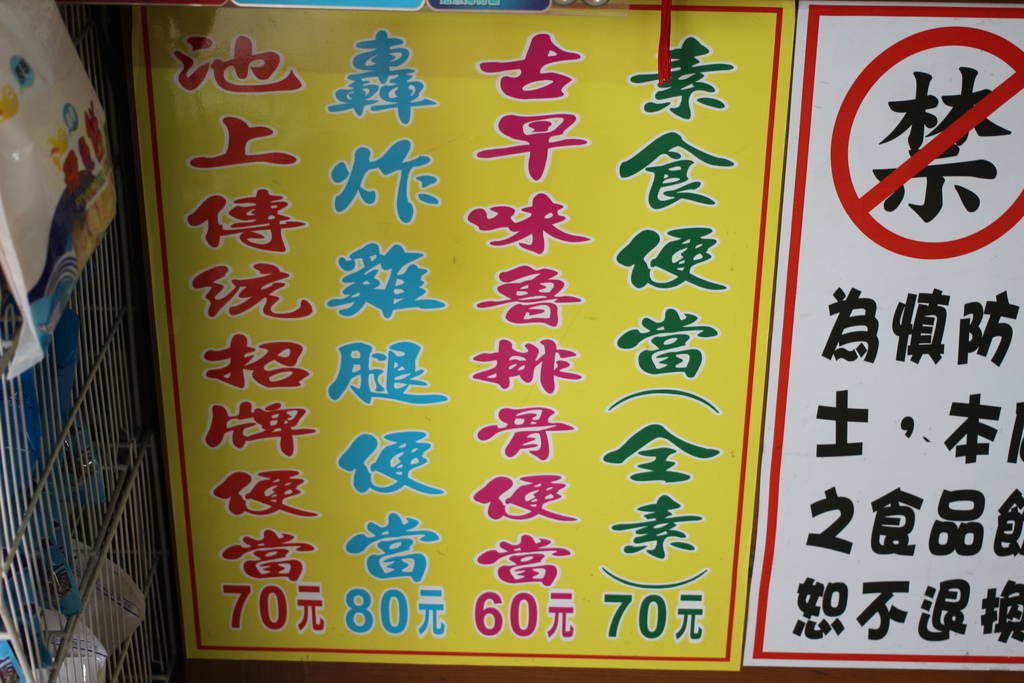 素食便當(全素)
70元
古早味魯排骨便當
60元
轟炸雞腿便當
80元
池上傳統招牌便當
70元
禁
為慎防
士,本
之食品飲
恕不退換